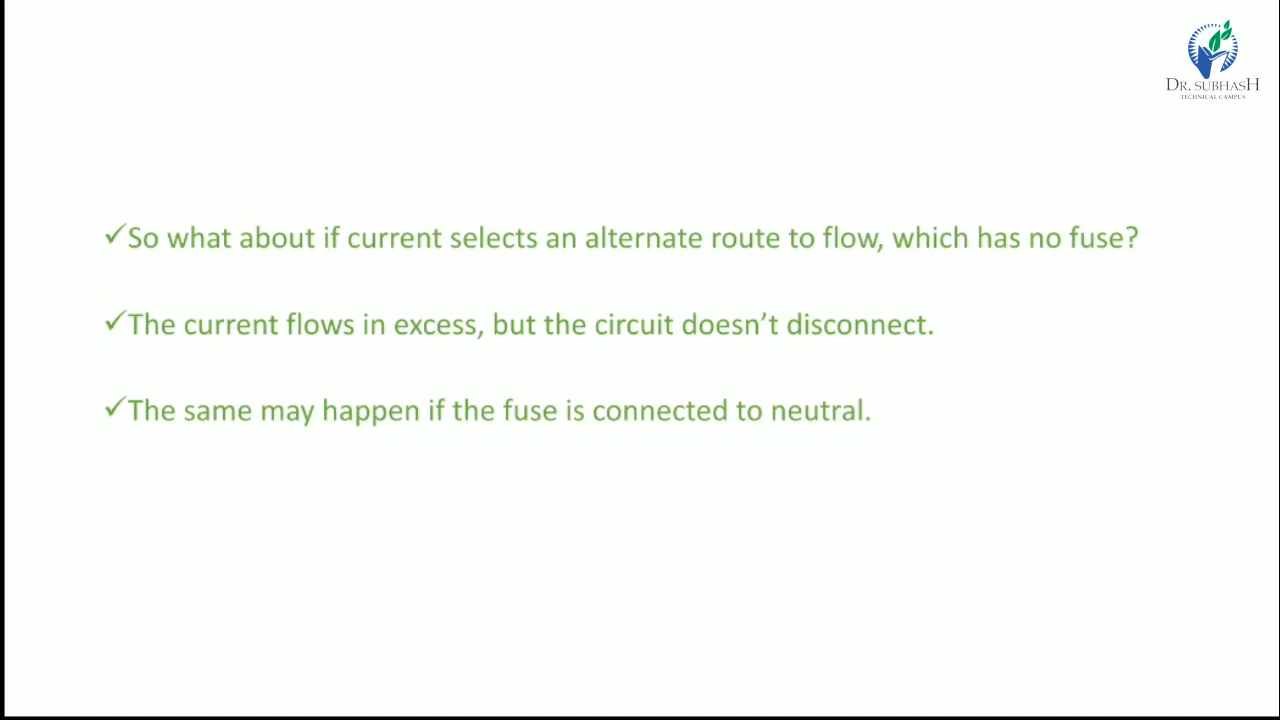 DR. SUBHASH
TECHNICAL CAMPUS
✓So what about if current selects an alternate route to flow, which has no fuse?
✓The current flows in excess, but the circuit doesn’t disconnect.
✓The same may happen if the fuse is connected to neutral.